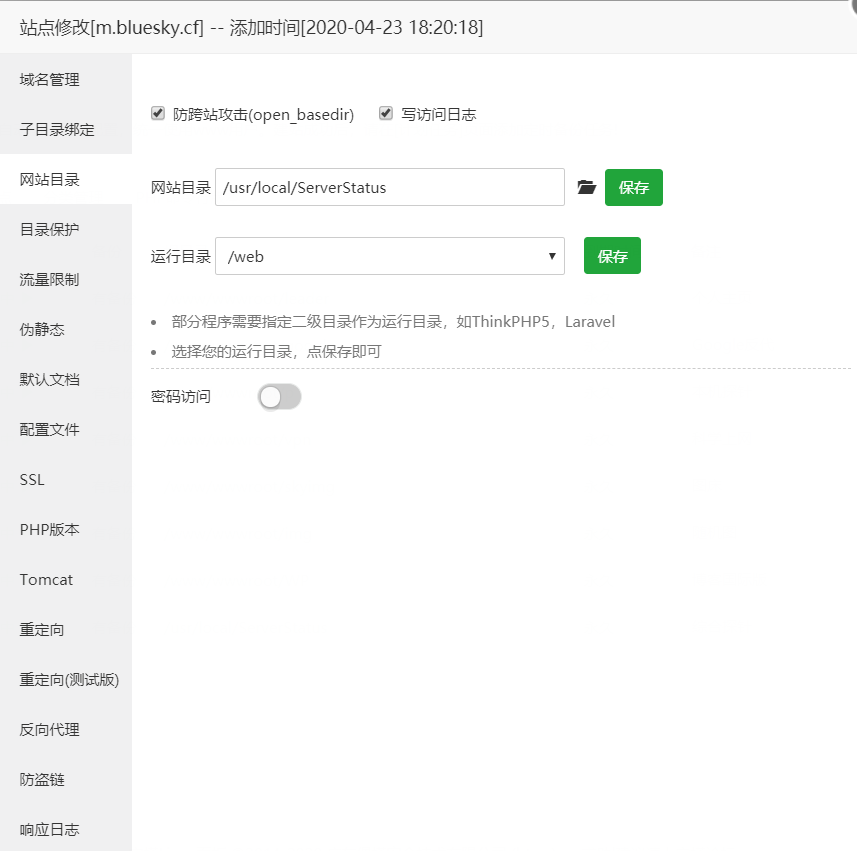 站点修改[m.bluesky.cf] -- 添加时间[2020-04-23 18:20:18]
域名管理
子目录绑定
网站目录
目录保护
流量限制
伪静态
默认文档
配置文件
SSL
PHP版本
Tomcat
重定向
重定向(测试版)
反向代理
防盗链
响应日志
防跨站攻击(open_basedir) 写访问日志
网站目录 /usr/local/ServerStatus 保存
运行目录 /web 保存
• 部分程序需要指定二级目录作为运行目录，如ThinkPHP5，Laravel
• 选择您的运行目录，点保存即可
密码访问